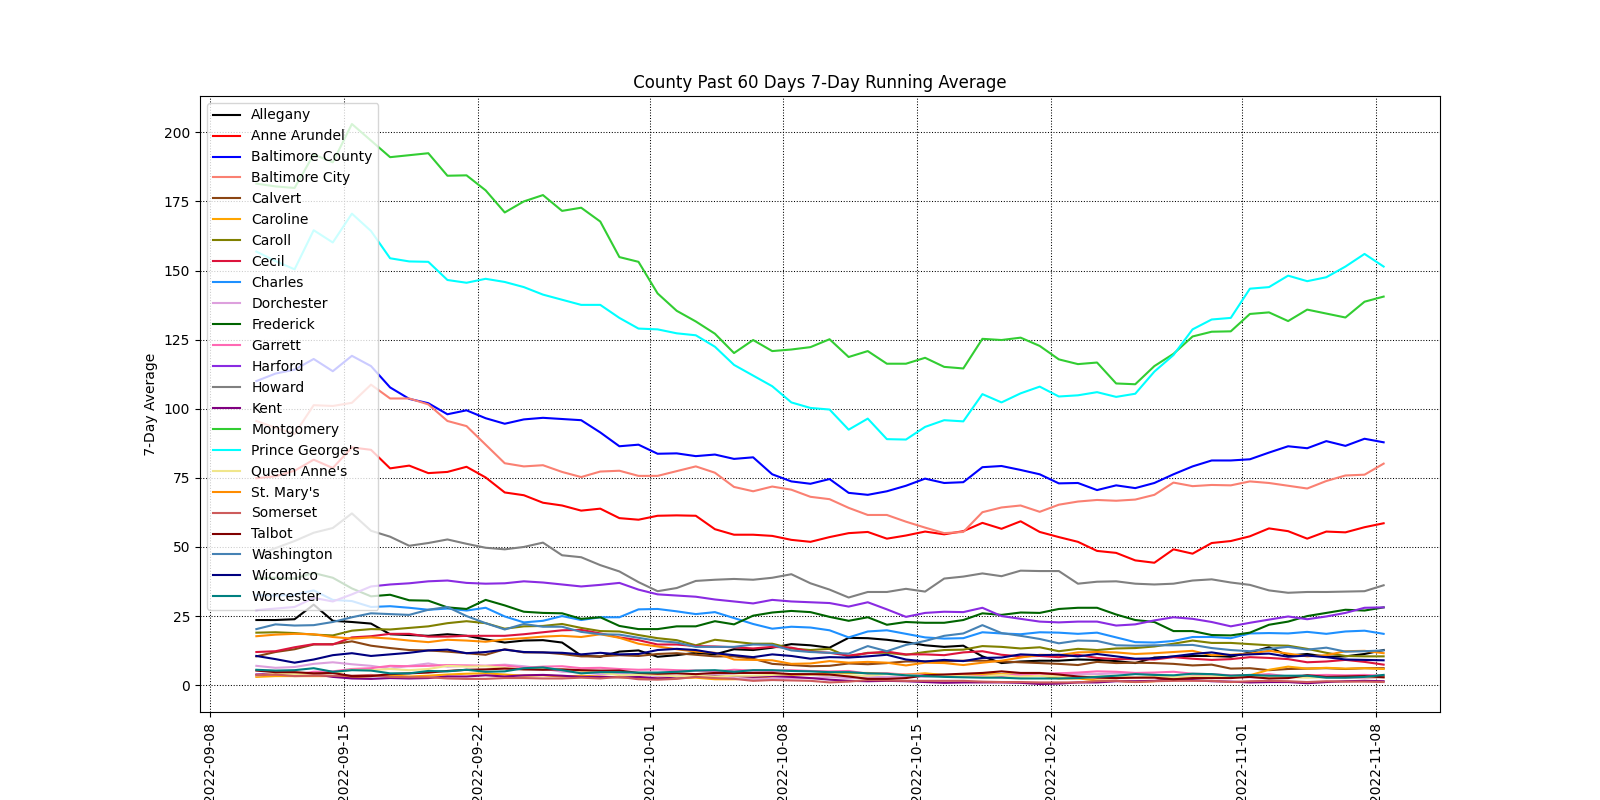 County Past 60 Days 7-Day Running Average
Allegany
Anne Arundel
Baltimore County
Baltimore City
Calvert
Caroline
Caroll
Cecil
Charles
Dorchester
Frederick
Garrett
Harford
Howard
Kent
Montgomery
Prince George's
Queen Anne's
St. Mary's
Somerset
Talbot
Washington
Wicomico
Worcester
7-Day Average
200
175
150
125
100
75
50
25
0
2022-09-08
2022-09-15
2022-09-22
2022-10-01
2022-10-08
2022-10-15
2022-10-22
2022-11-01
2022-11-08